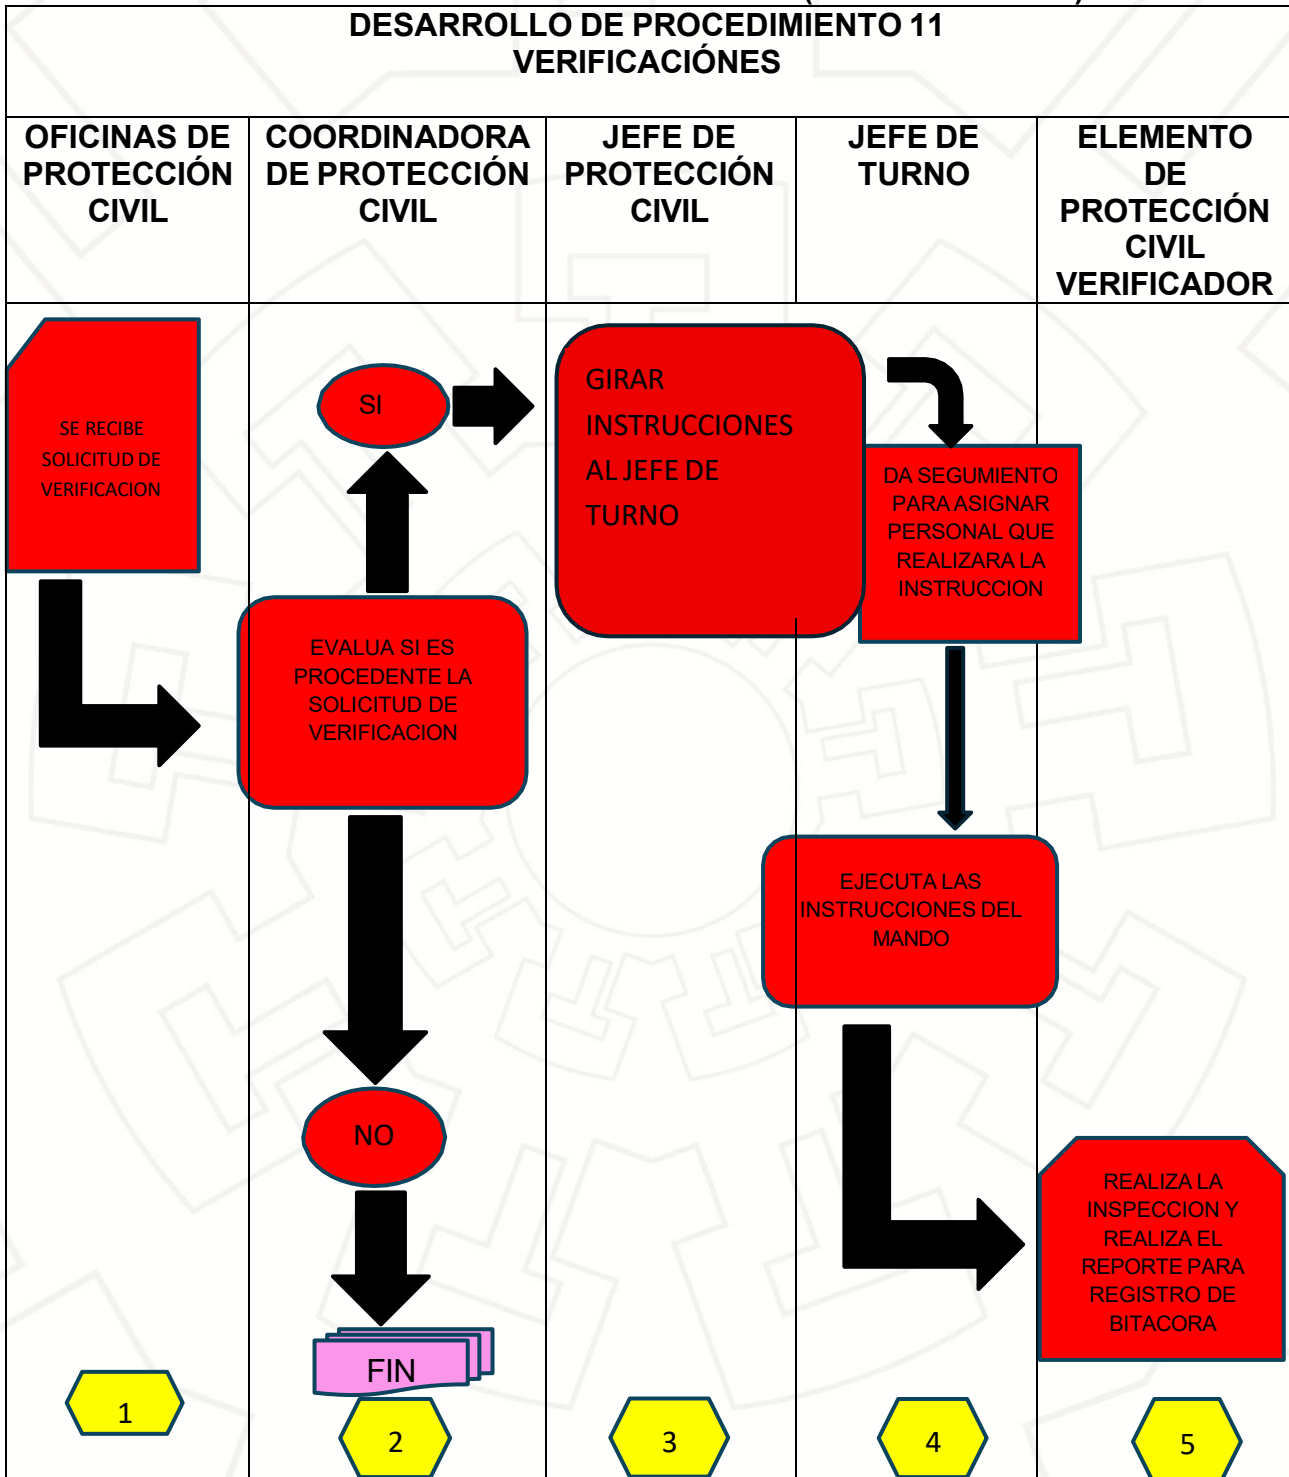 DESARROLLO DE PROCEDIMIENTO 11
VERIFICACIÓNES
OFICINAS DE
PROTECCIÓN
CIVIL
COORDINADORA
DE PROTECCIÓN
CIVIL
JEFE DE
PROTECCIÓN
CIVIL
JEFE DE
TURNO
ELEMENTO
DE
PROTECCIÓN
CIVIL
VERIFICADOR
SE RECIBE
SOLICITUD DE
VERIFICACION
SI
GIRAR
INSTRUCCIONES
AL JEFE DE
TURNO
DA SEGUMIENTO
PARA ASIGNAR
PERSONAL QUE
REALIZARA LA
INSTRUCCION
EVALUA SI ES
PROCEDENTE LA
SOLICITUD DE
VERIFICACION
EJECUTA LAS
INSTRUCCIONES DEL
MANDO
NO
REALIZA LA
INSPECCION Y
REALIZA EL
REPORTE PARA
REGISTRO DE
BITACORA
FIN
1
2
3
4
5